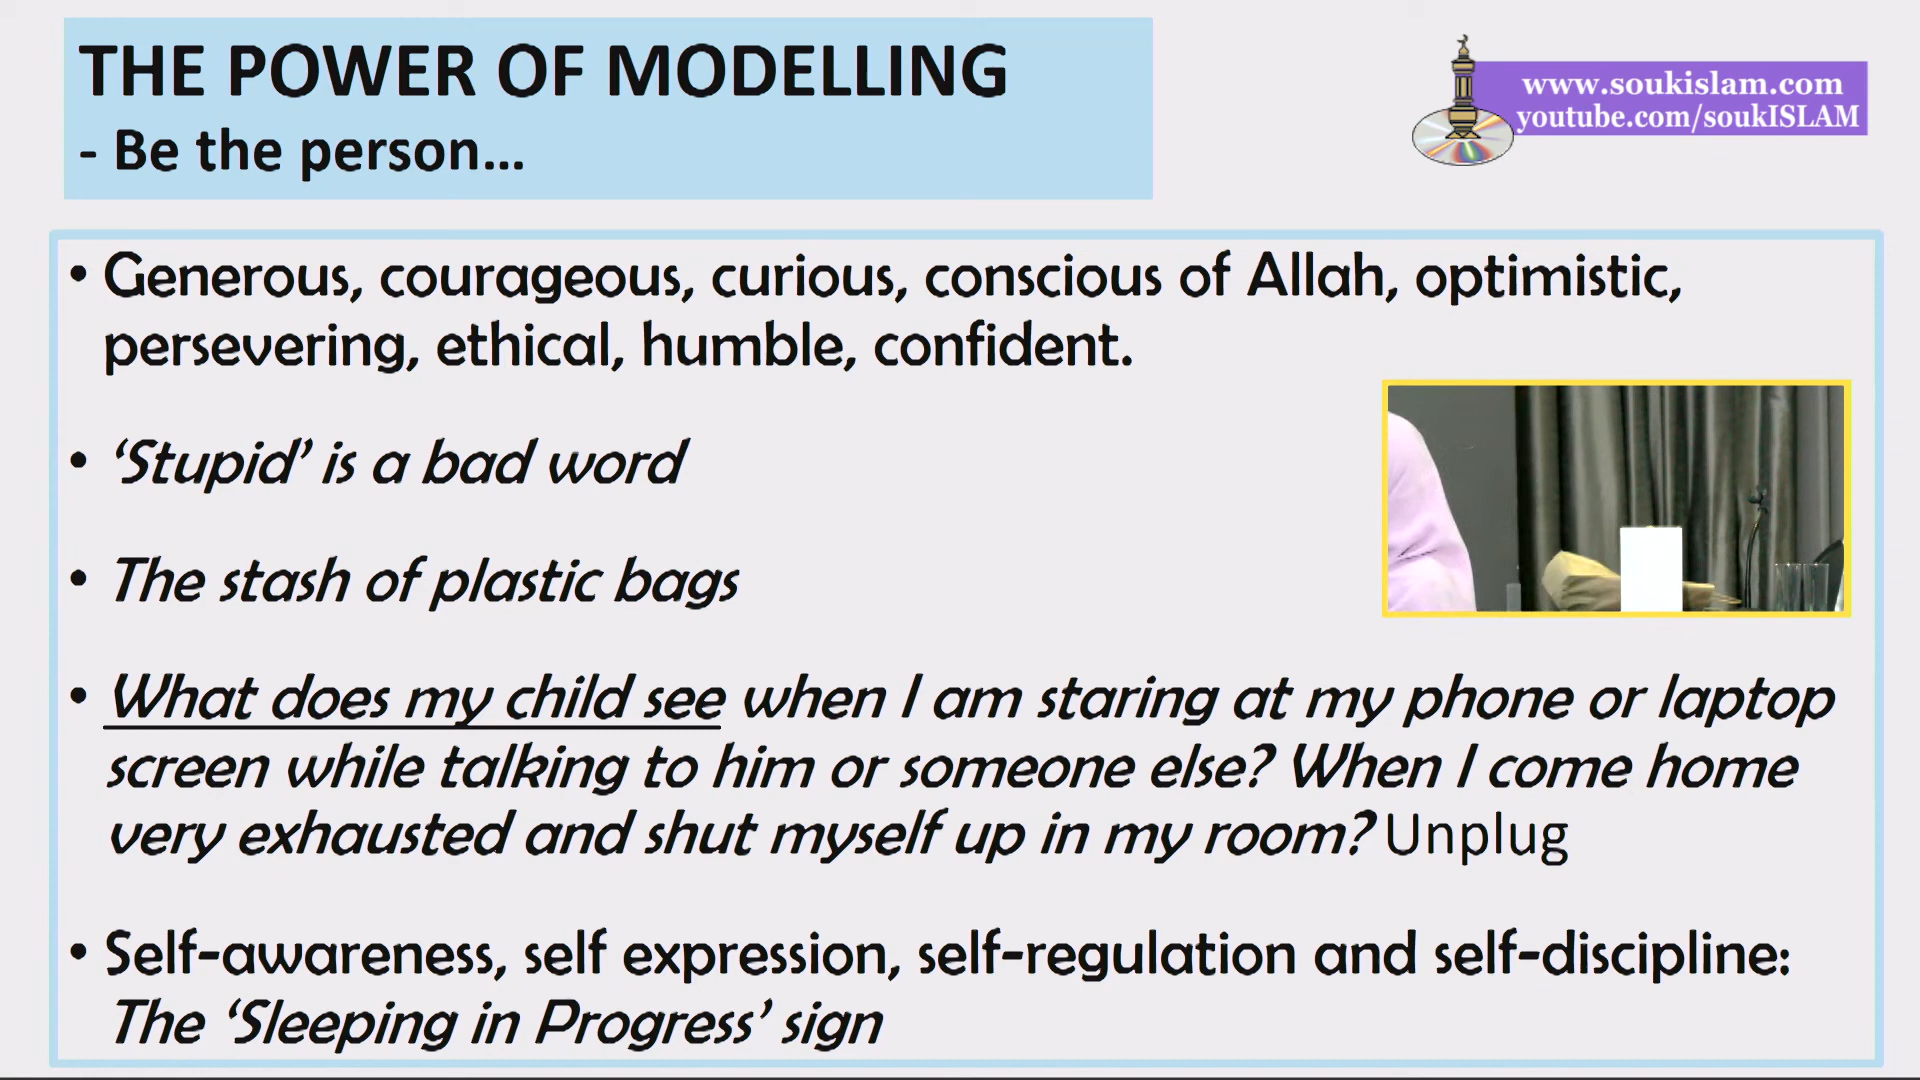 THE POWER OF MODELLING
- Be the person…
www.soukislam.com
youtube.com/soukISLAM
• Generous, courageous, curious, conscious of Allah, optimistic,
persevering, ethical, humble, confident.
• ‘Stupid’ is a bad word
• The stash of plastic bags
• What does my child see when I am staring at my phone or laptop
screen while talking to him or someone else? When I come home
very exhausted and shut myself up in my room? Unplug
• Self-awareness, self expression, self-regulation and self-discipline:
The ‘Sleeping in Progress’ sign